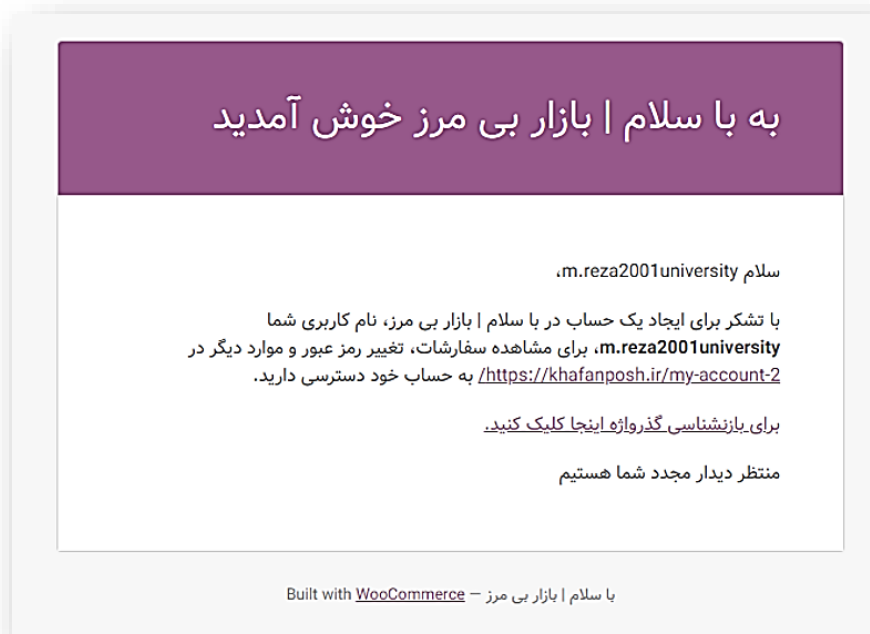 به با سلام | بازار بی مرز خوش آمدید
سلام m.reza2001university،
با تشکر برای ایجاد یک حساب در با سلام | بازار بی مرز، نام کاربری شما
m.reza2001university، برای مشاهده سفارشات، تغییر رمز عبور و موارد دیگر در
https://khafanposh.ir/my-account-2/ به حساب خود دسترسی دارید.
برای بازنشناسی گذرواژه اینجا کلیک کنید.
منتظر دیدار مجدد شما هستیم
با سلام | بازار بی مرز — Built with WooCommerce